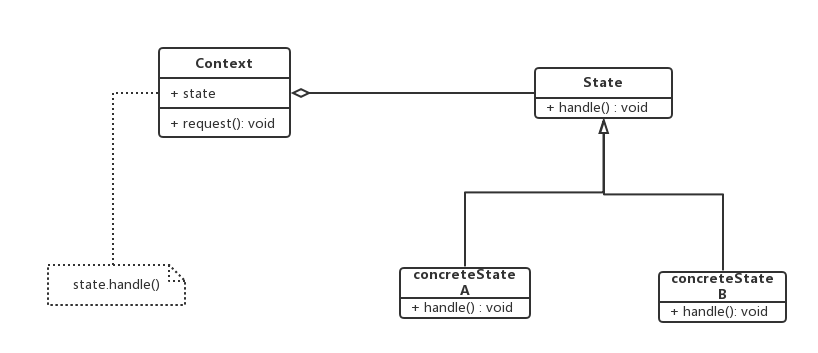 Context
+ state
+ request(): void
State
+ handle() : void
state.handle()
concreteState
A
+ handle() : void
concreteState
B
+ handle(): void